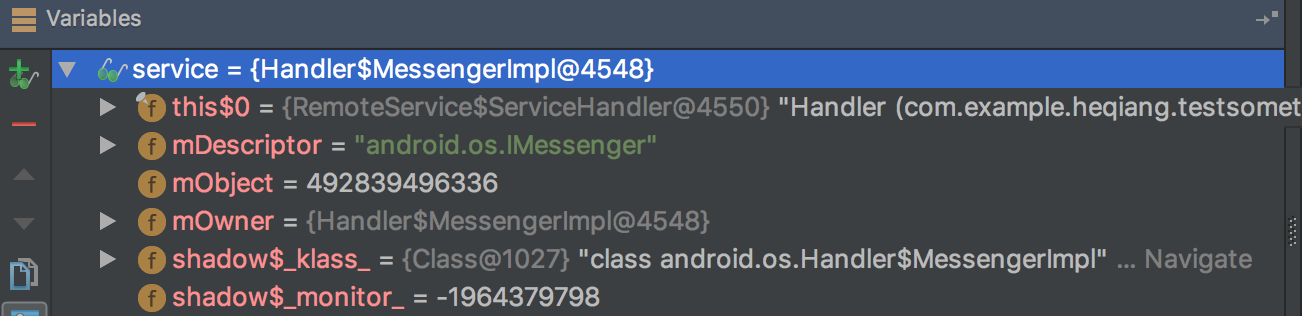 Variables
service = {Handler$MessengerImpl@4548}
f this$0 = {RemoteService$ServiceHandler@4550} "Handler (com.example.heqiang.testsomet
f mDescriptor = "android.os.IMessenger"
f mObject = 492839496336
f mOwner = {Handler$MessengerImpl@4548}
f shadow$_klass_ = {Class@1027} "class android.os.Handler$MessengerImpl" ... Navigate
f shadow$_monitor_ = -1964379798